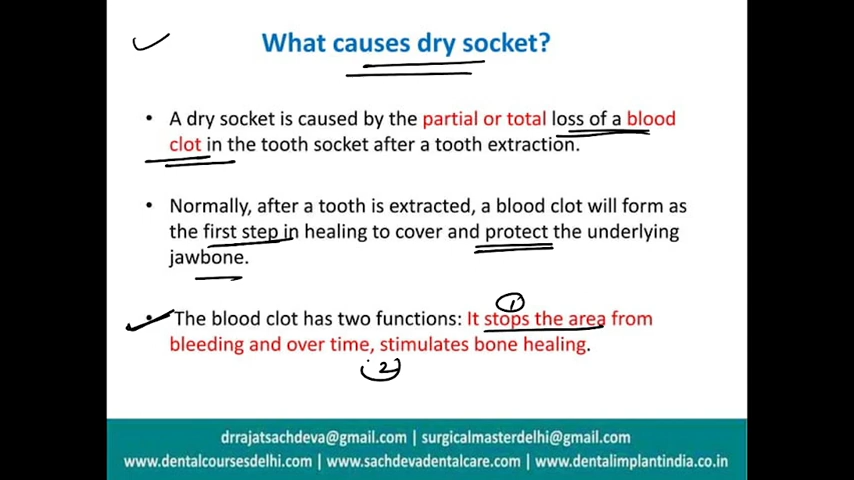 What causes dry socket?
• A dry socket is caused by the partial or total loss of a blood
clot in the tooth socket after a tooth extraction.
• Normally, after a tooth is extracted, a blood clot will form as
the first step in healing to cover and protect the underlying
jawbone.
1
• The blood clot has two functions: It stops the area from
bleeding and over time, stimulates bone healing.
2
drrajatsachdeva@gmail.com | surgicalmasterdelhi@gmail.com
www.dentalcoursesdelhi.com | www.sachdevadentalcare.com | www.dentalimplantindia.co.in